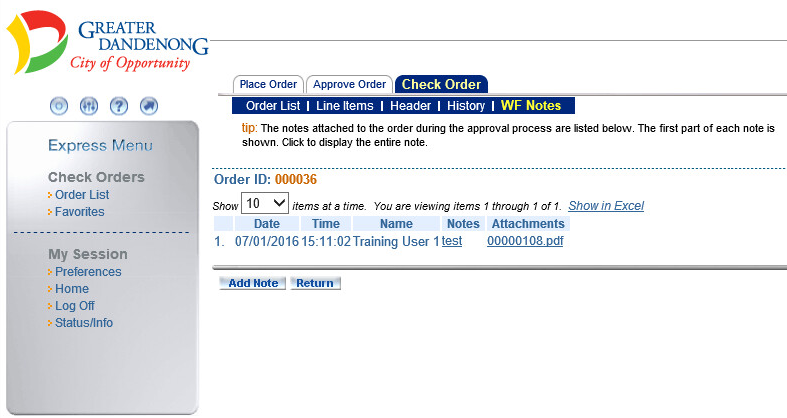 GREATER
DANDENONG
City of Opportunity
Place Order Approve Order Check Order
Order List | Line Items | Header | History | WF Notes
tip: The notes attached to the order during the approval process are listed below. The first part of each note is
shown. Click to display the entire note.
Express Menu
Check Orders
Order List
Favorites
My Session
Preferences
Home
Log Off
Status/Info
Order ID: 000036
Show 10 items at a time. You are viewing items 1 through 1 of 1. Show in Excel
Date Time Name Notes Attachments
1. 07/01/2016 15:11:02 Training User 1 test 00000108.pdf
Add Note Return